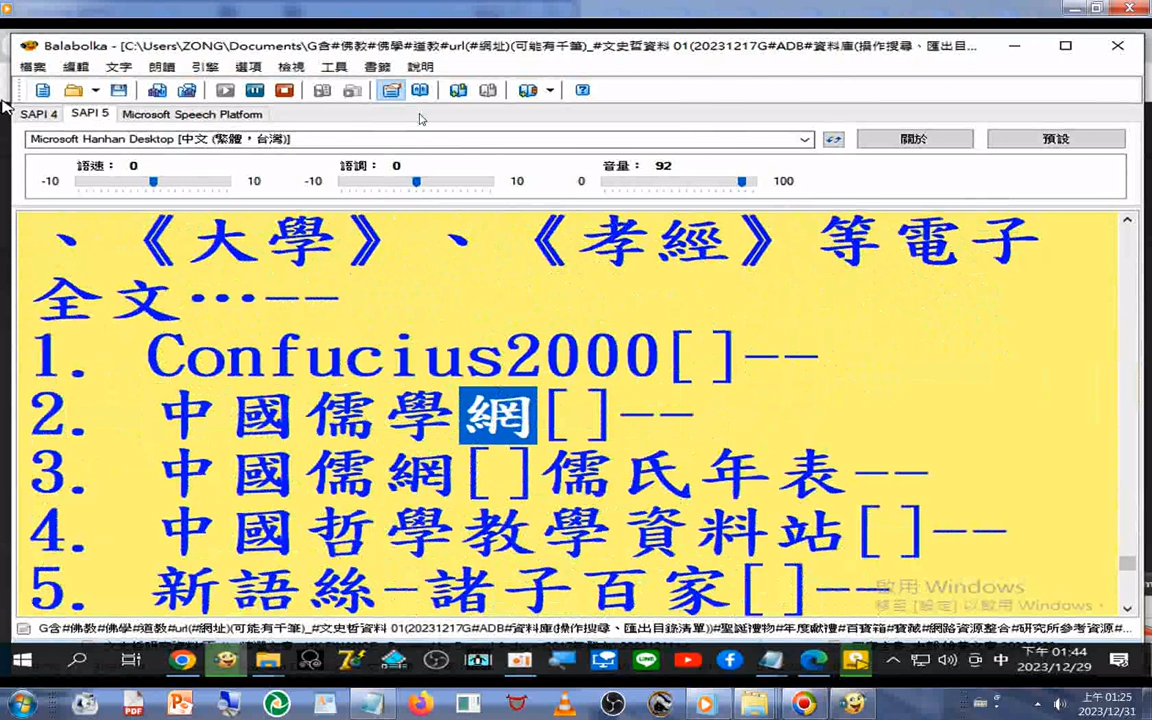 Balabolka - [C:\Users\ZONG\Documents\G含#佛教#佛學#道教#url(#網址)(可能有千筆)_#文史哲資料 01(20231217G#ADB#資料庫(操作搜尋、匯出目...
檔案 編輯 文字 朗讀 引擎 選項 檢視 工具 書籤 說明
SAPI 4 SAPI 5 Microsoft Speech Platform
Microsoft Hanhan Desktop [中文 (繁體，台灣)] 關於 預設
語速： 0 語調： 0 音量： 92
-10 10 -10 10 0 100
、《大學》、《孝經》等電子
全文…--
1. Confucius2000[]--
2. 中國儒學網[]--
3. 中國儒網[]儒氏年表--
4. 中國哲學教學資料站[]--
5. 新語絲-諸子百家[]--
啟用 Windows
移至 [設定] 以啟用 Windows。
G含#佛教#佛學#道教#url(#網址)(可能有千筆)_#文史哲資料 01(20231217G#ADB#資料庫(操作搜尋、匯出目錄清單))#聖誕禮物#年度獻禮#百寶箱#寶藏#網路資源整合#研究所參考資源#...
中 下午 01:44
2023/12/29
上午 01:25
2023/12/31